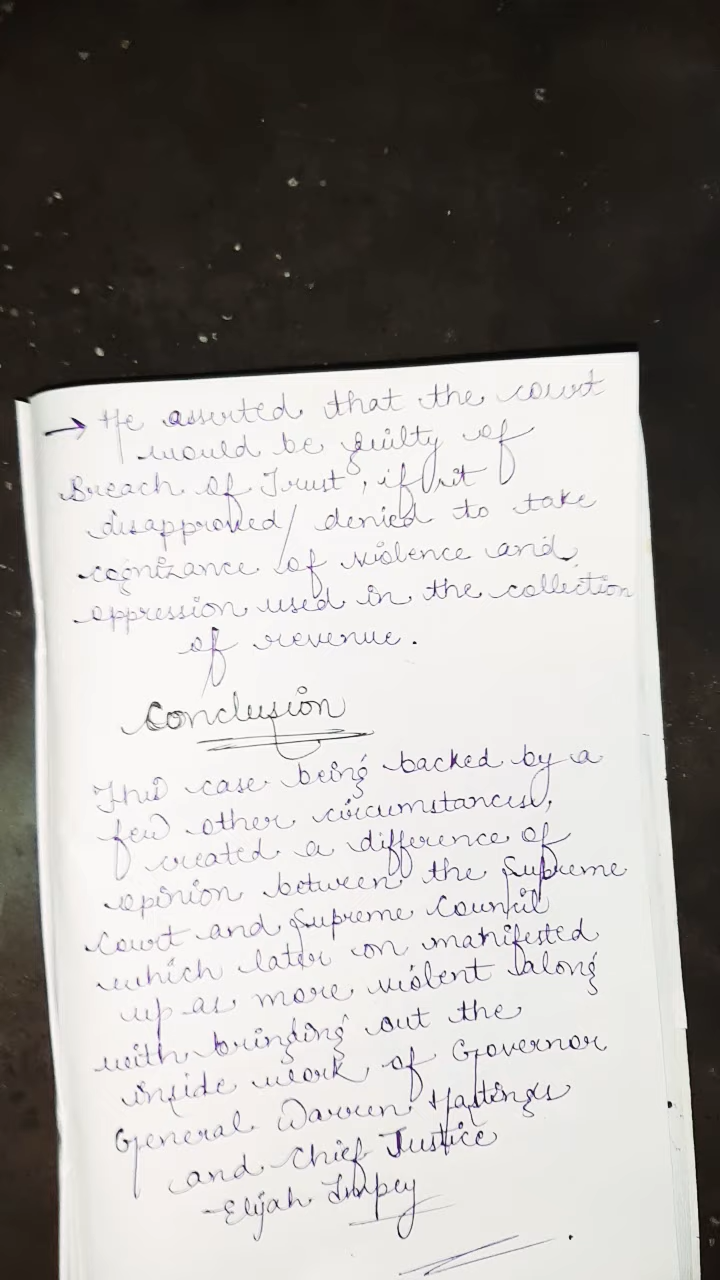 → He asserted that the court
would be guilty of
Breach of Trust, if it
disapproved/ denied to take
cognizance of violence and
oppression used in the collection
of revenue.
Conclusion
This case being backed by a
few other circumstances,
created a difference of
opinion between the Supreme
Court and Supreme Council
which later on manifested
up as more violent along
with bringing out the
inside work of Governor
General Warren Hastings
and Chief Justice
-Elijah Impey